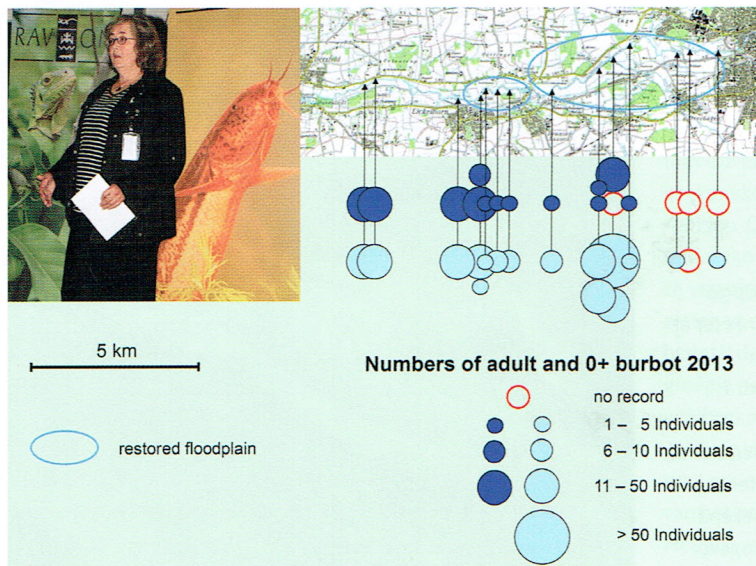 RAVON
5 km
restored floodplain
Numbers of adult and 0+ burbot 2013
no record
1 – 5 Individuals
6 – 10 Individuals
11 – 50 Individuals
> 50 Individuals